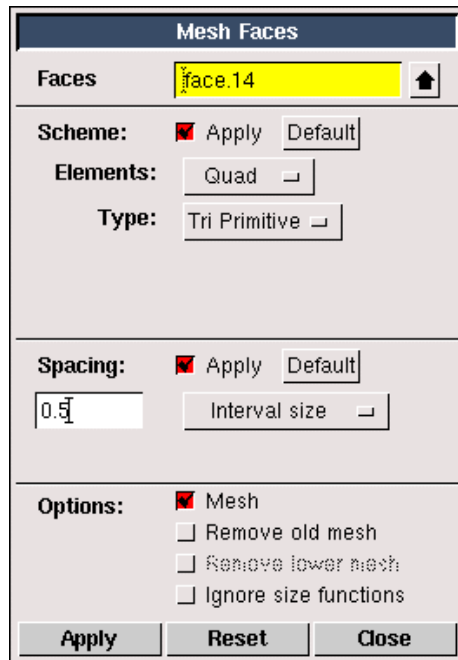 Mesh Faces
Faces face.14
Scheme: Apply Default
Elements: Quad
Type: Tri Primitive
Spacing: Apply Default
0.5 Interval size
Options: Mesh
Remove old mesh
Remove lower mesh
Ignore size functions
Apply Reset Close